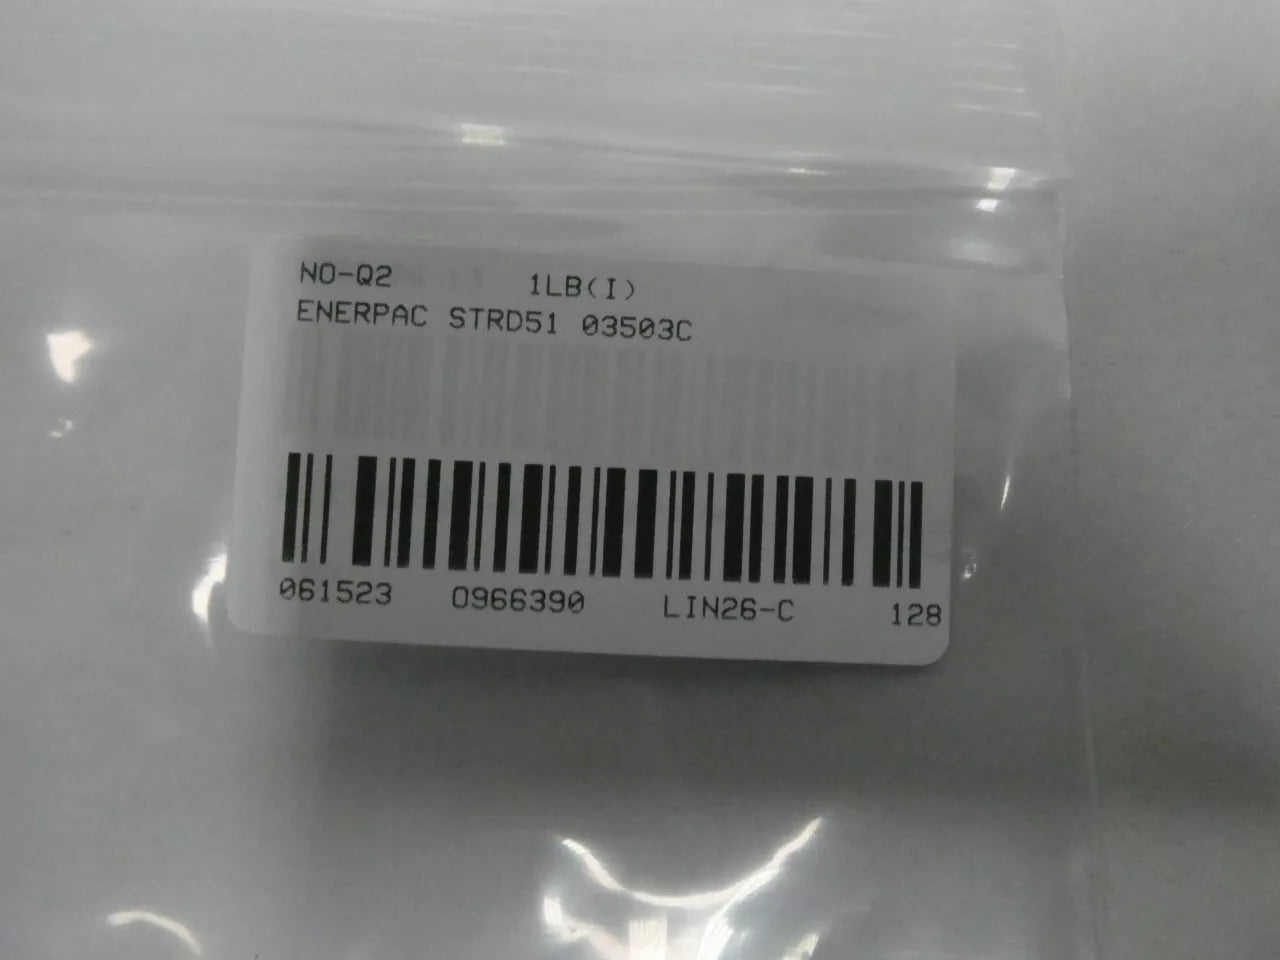 NO-Q2 1LB(I)
ENERPAC STRD51 03503C
061523 0966390 LIN26-C 128